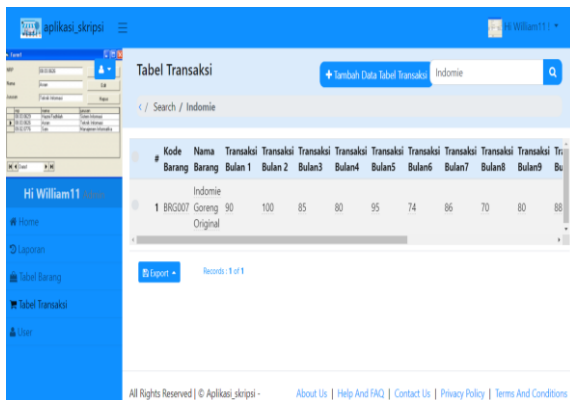 aplikasi_skripsi
Hi William11 !
Tabel Transaksi
Tambah Data Tabel Transaksi
Indomie
/ Search / Indomie
# Kode Barang Nama Barang Transaksi Bulan 1 Transaksi Bulan 2 Transaksi Bulan3 Transaksi Bulan4 Transaksi Bulan5 Transaksi Bulan6 Transaksi Bulan7 Transaksi Bulan8 Transaksi Bulan9
1 BRG007 Indomie Goreng Original 90 100 85 80 95 74 86 70 80 88
Export
Records : 1 of 1
Hi William11
Home
Laporan
Tabel Barang
Tabel Transaksi
User
All Rights Reserved | © Aplikasi_skripsi -
About Us | Help And FAQ | Contact Us | Privacy Policy | Terms And Conditions